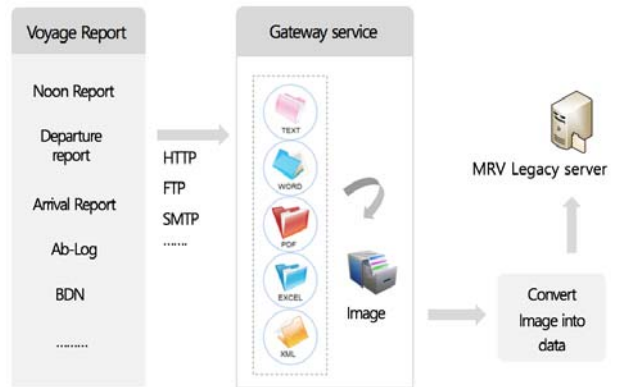 Voyage Report
Noon Report
Departure
report
Arrival Report
Ab-Log
BDN
.........
HTTP
FTP
SMTP
......
Gateway service
TEXT
WORD
PDF
EXCEL
XML
Image
MRV Legacy server
Convert
Image into
data